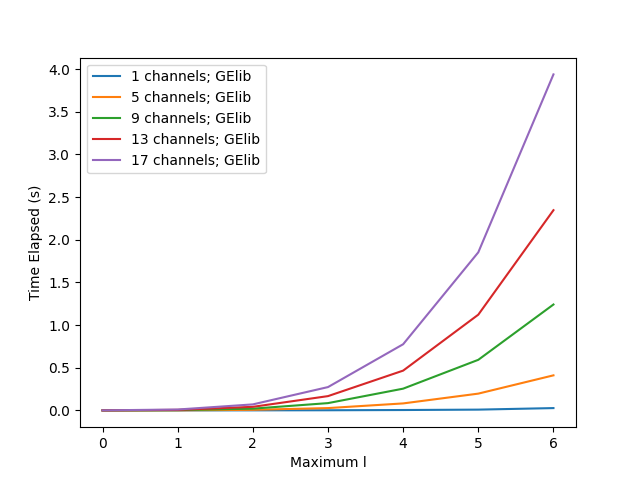 1 channels; GElib
5 channels; GElib
9 channels; GElib
13 channels; GElib
17 channels; GElib
Time Elapsed (s)
4.0
3.5
3.0
2.5
2.0
1.5
1.0
0.5
0.0
0 1 2 3 4 5 6
Maximum l